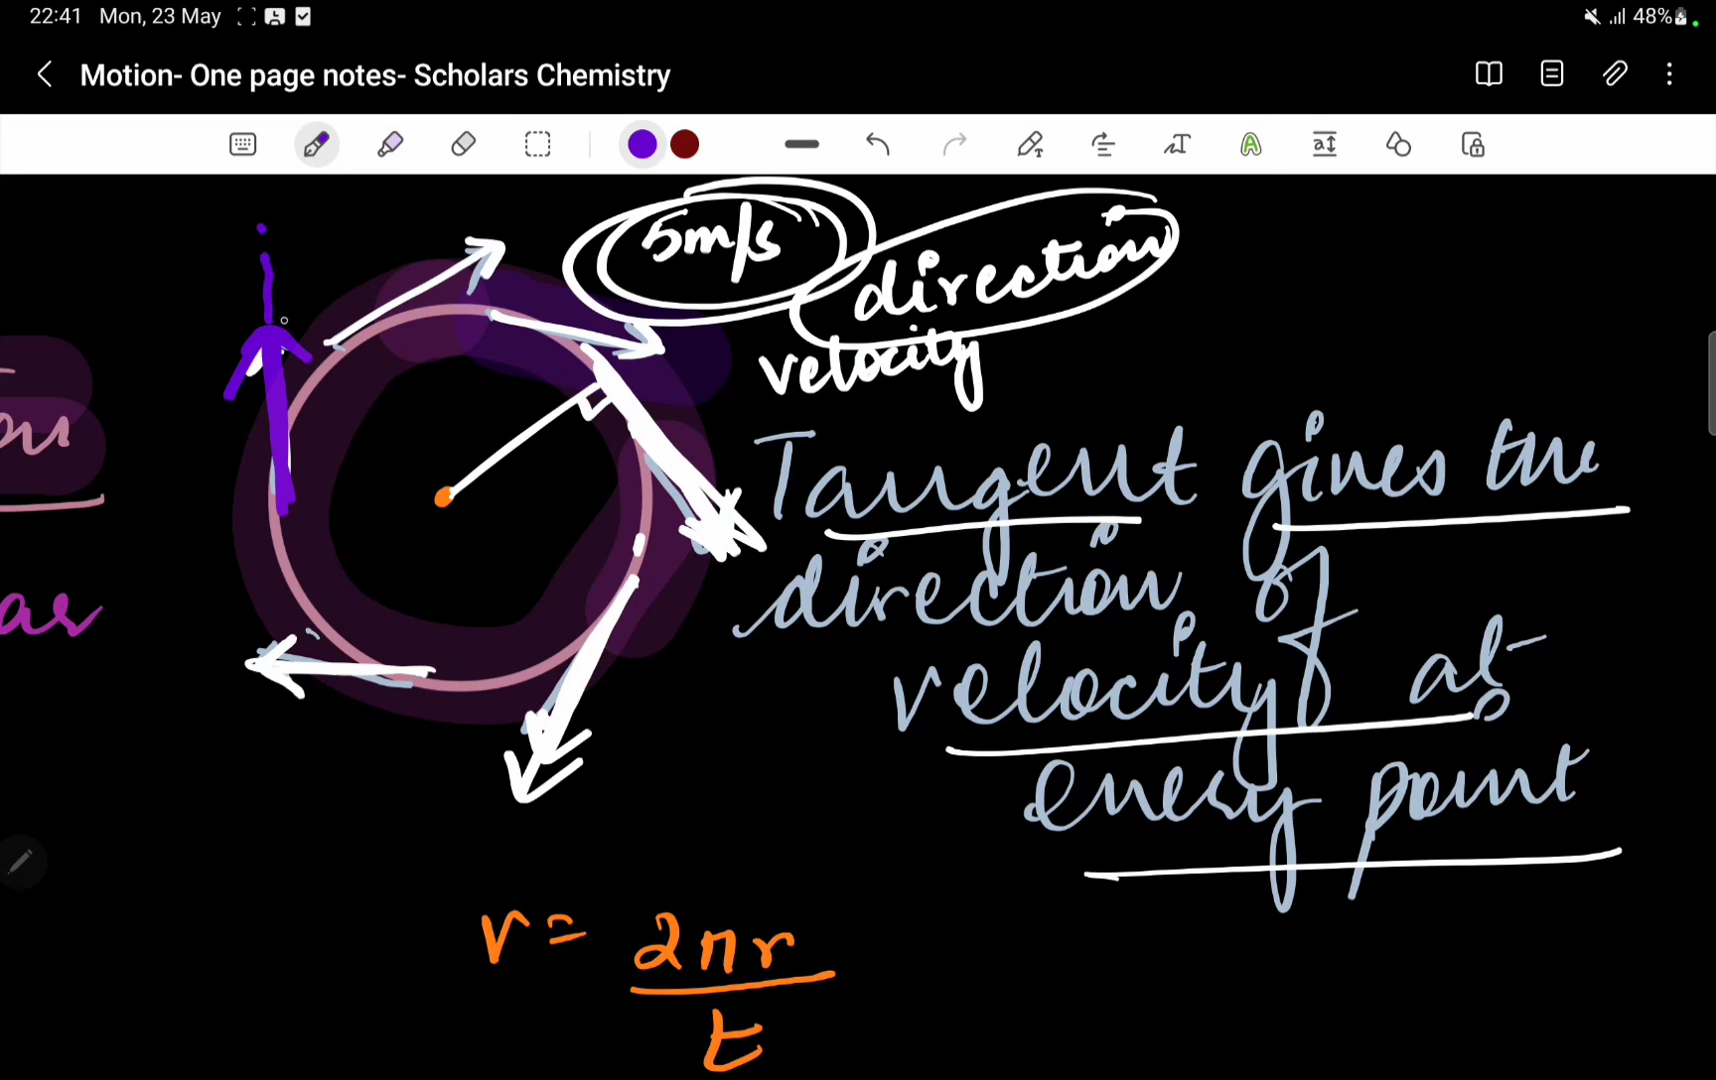 22:41 Mon, 23 May
48%
Motion- One page notes- Scholars Chemistry
5m/s
direction
velocity
Tangent gives the
direction of
velocity at
every point
v = 2πr
t